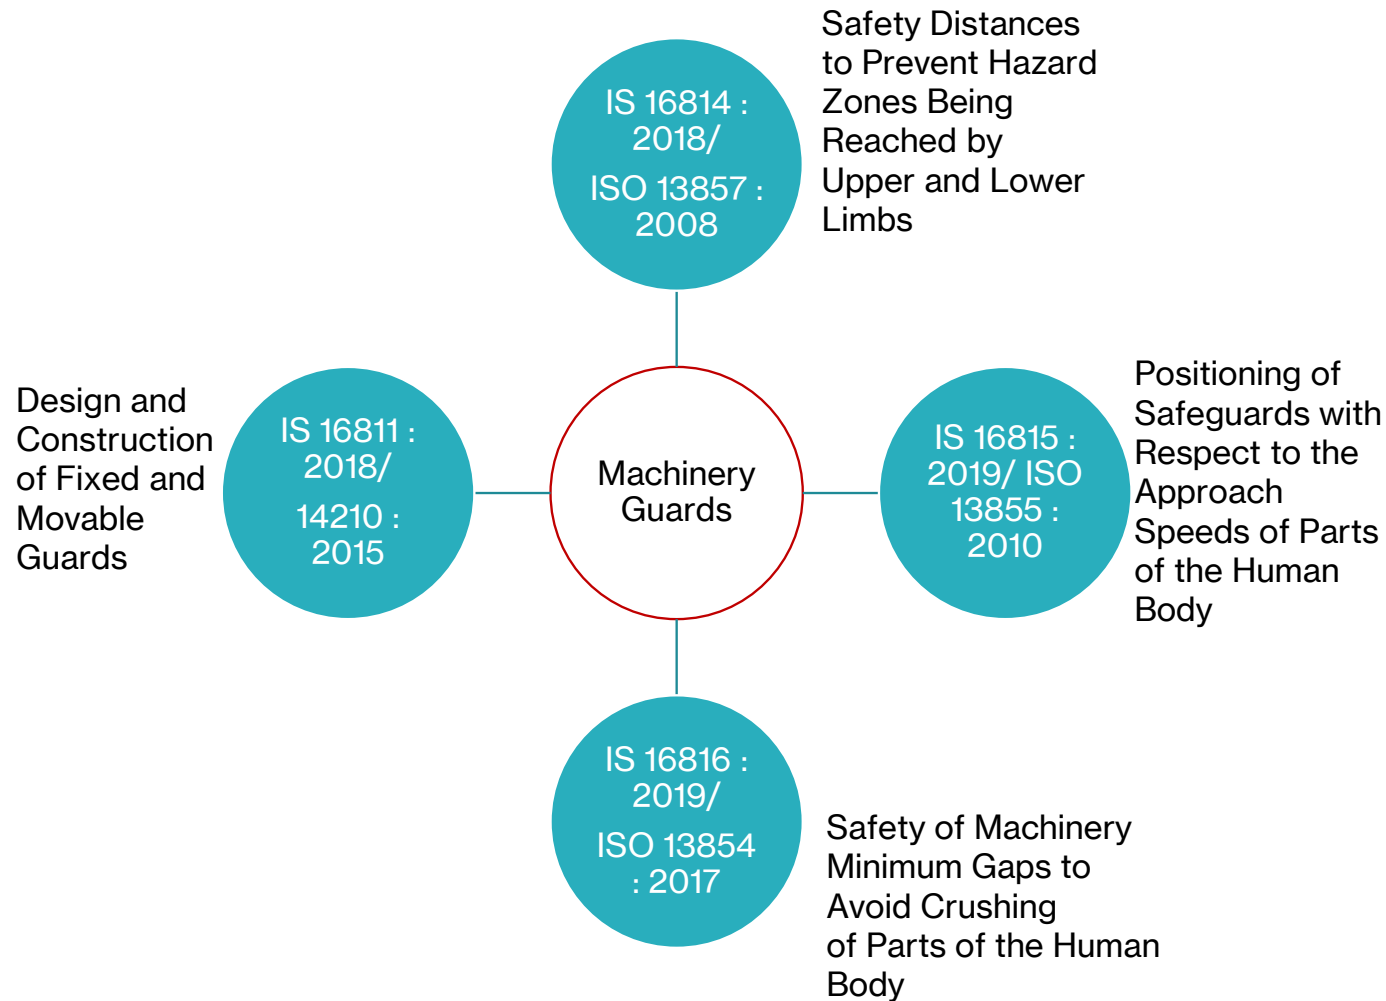 Safety Distances
to Prevent Hazard
Zones Being
Reached by
Upper and Lower
Limbs
IS 16814 :
2018/
ISO 13857 :
2008
Design and
Construction
of Fixed and
Movable
Guards
IS 16811 :
2018/
14210 :
2015
Machinery
Guards
IS 16815 :
2019/ ISO
13855 :
2010
Positioning of
Safeguards with
Respect to the
Approach
Speeds of Parts
of the Human
Body
IS 16816 :
2019/
ISO 13854
: 2017
Safety of Machinery
Minimum Gaps to
Avoid Crushing
of Parts of the Human
Body